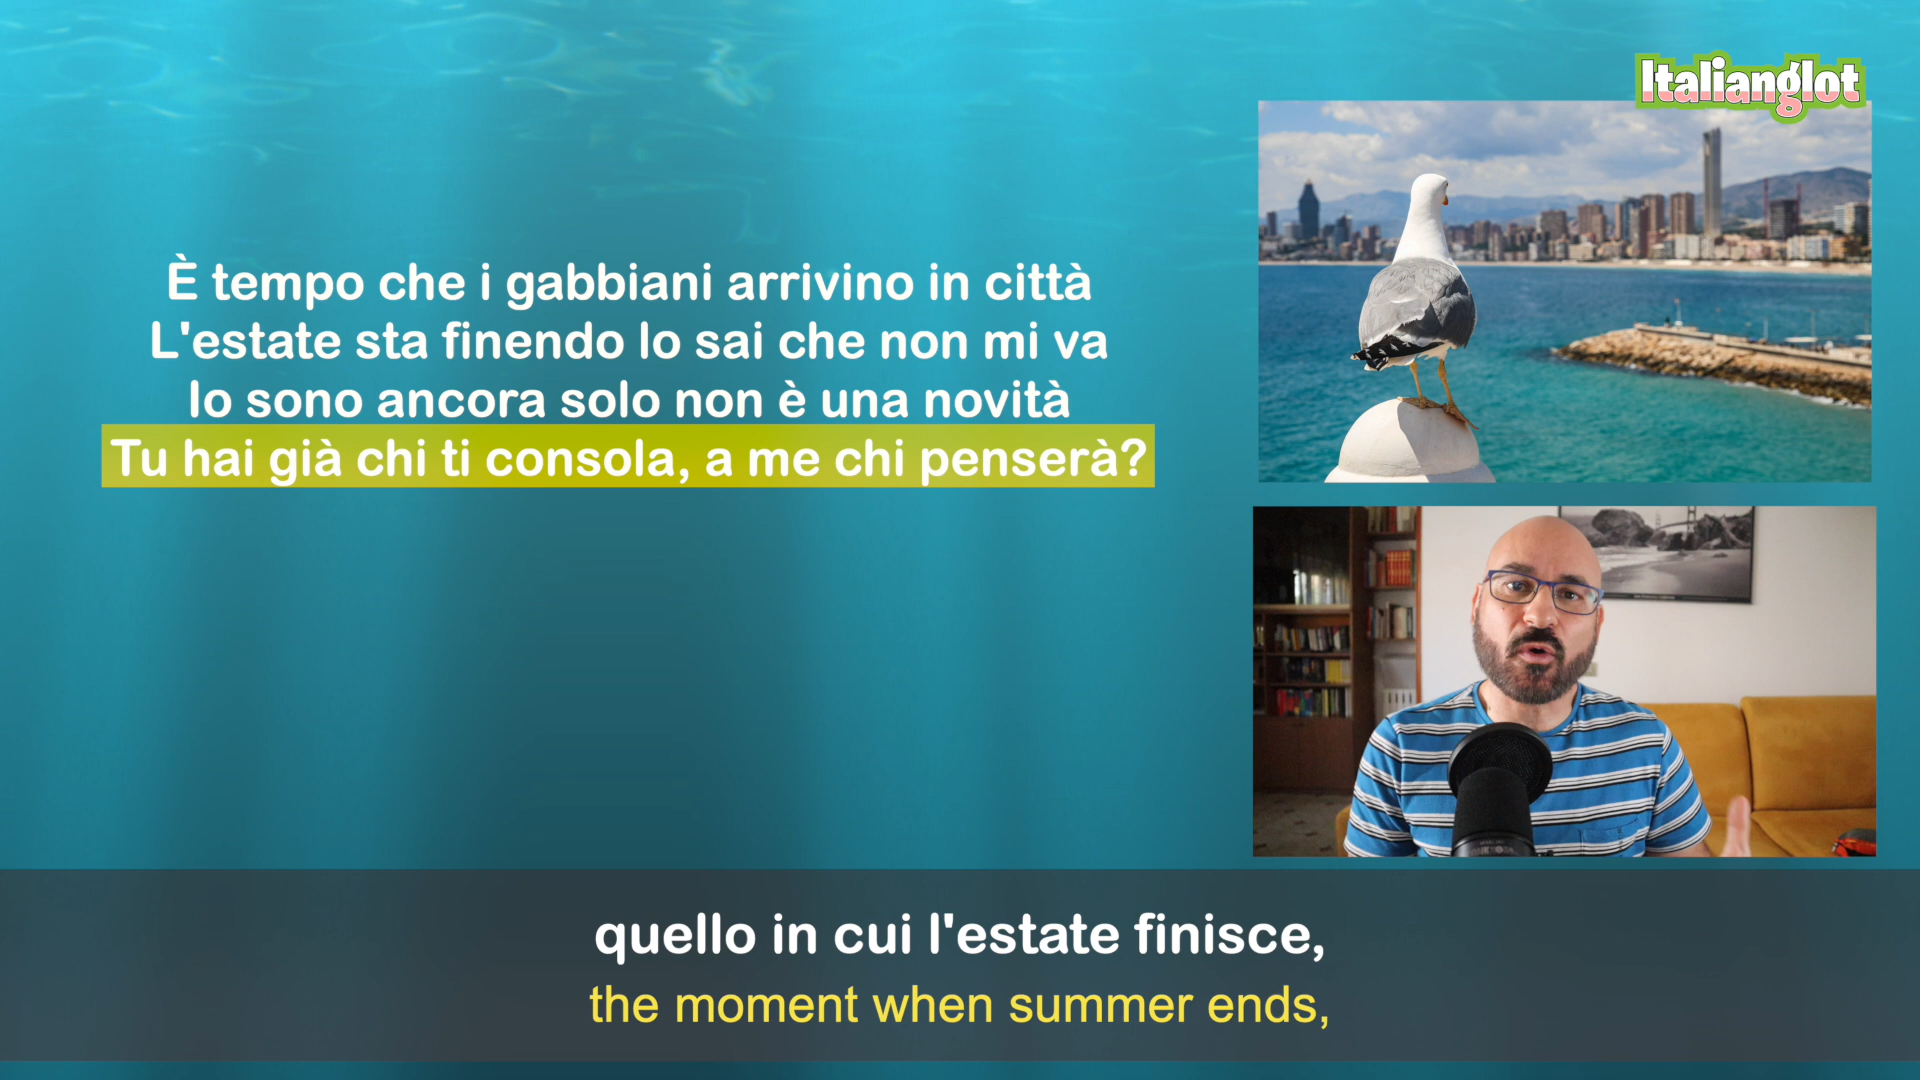 Italianglot
È tempo che i gabbiani arrivino in città
L'estate sta finendo lo sai che non mi va
Io sono ancora solo non è una novità
Tu hai già chi ti consola, a me chi penserà?
quello in cui l'estate finisce,
the moment when summer ends,